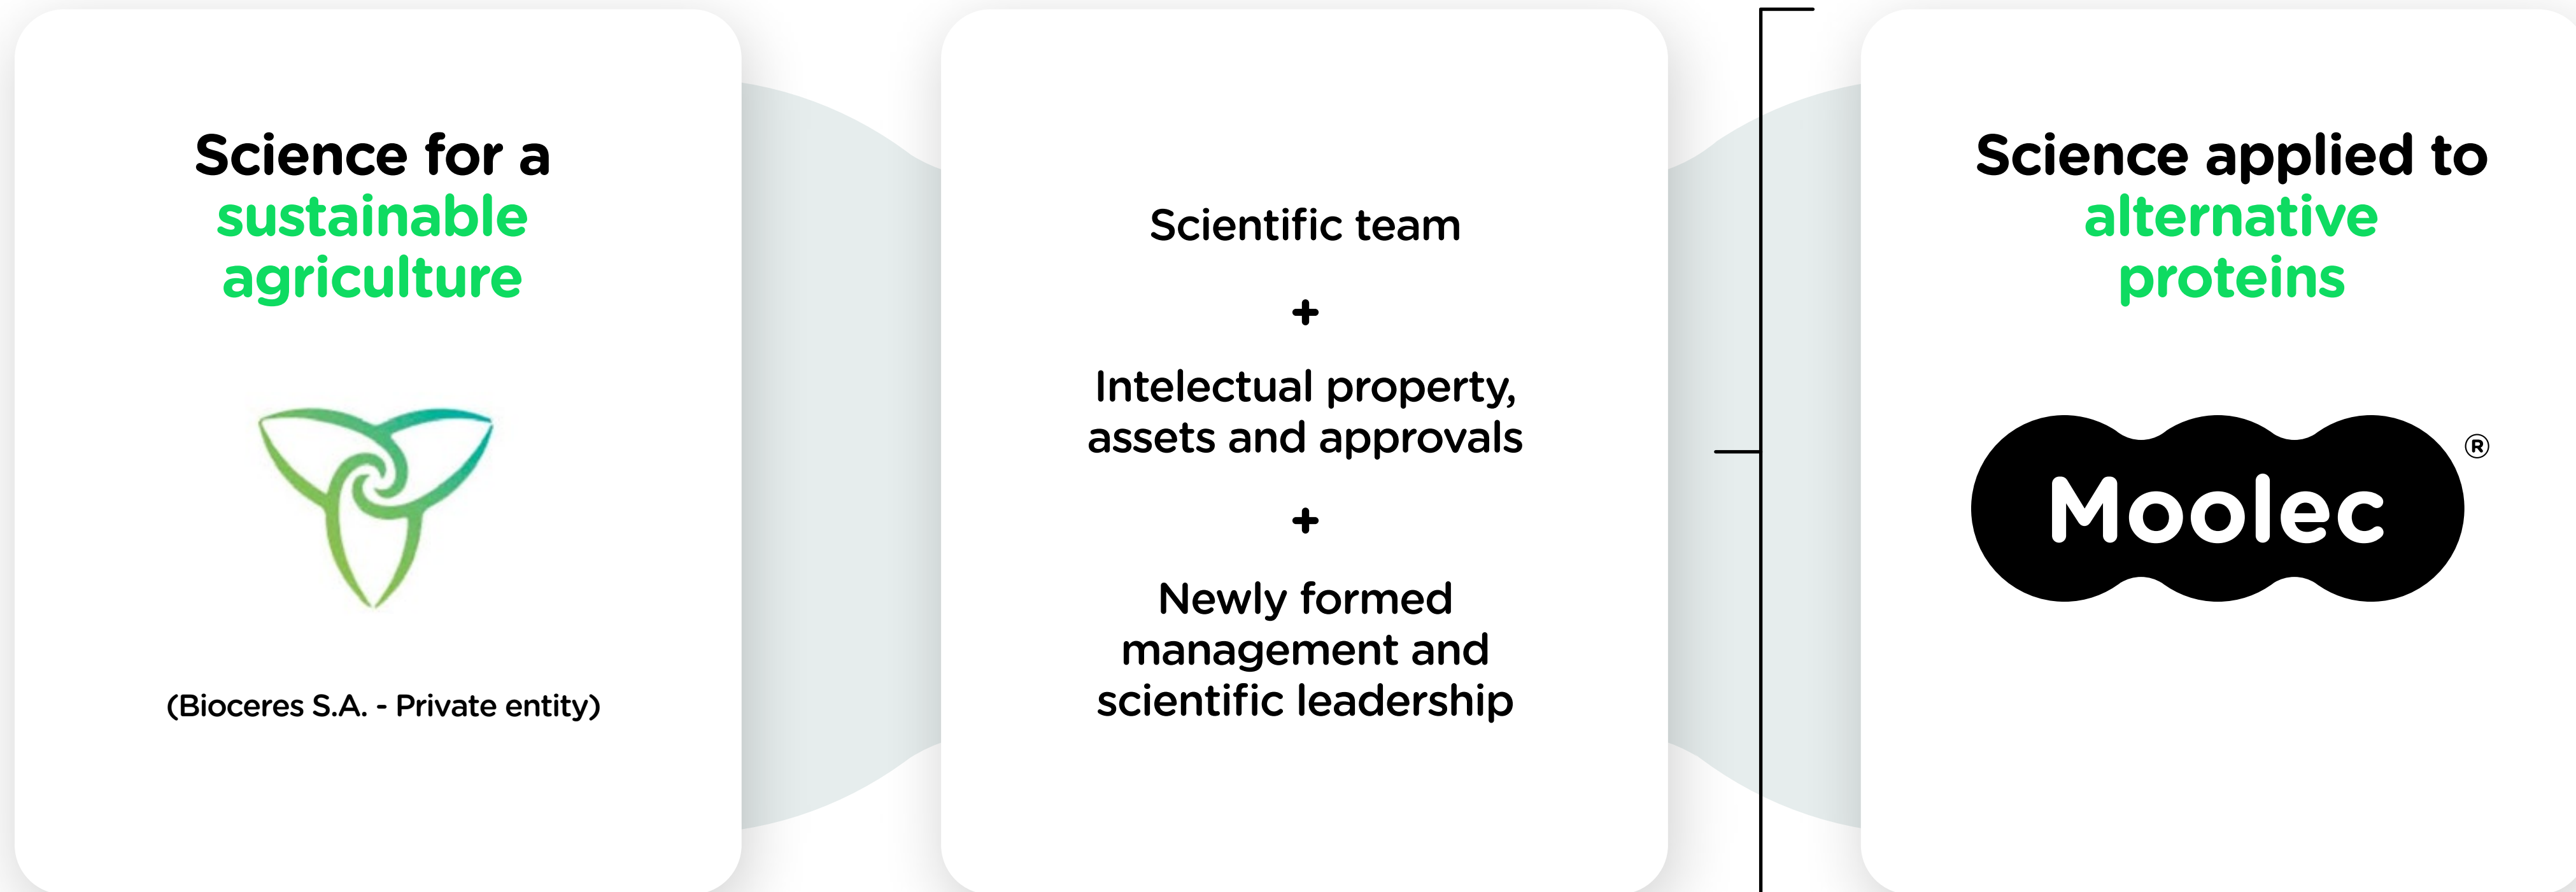 Science for a
sustainable
agriculture
(Bioceres S.A. - Private entity)
Scientific team
+
Intelectual property,
assets and approvals
+
Newly formed
management and
scientific leadership
Science applied to
alternative
proteins
Moolec®